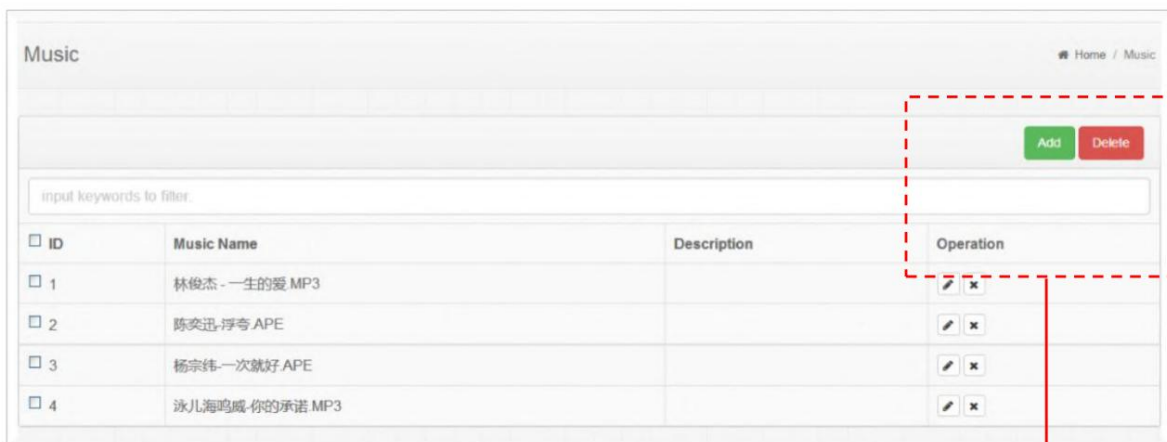 Music
Home / Music
Add Delete
input keywords to filter.
ID Music Name Description Operation
1 林俊杰 - 一生的爱.MP3
2 陈奕迅-浮夸.APE
3 杨宗纬-一次就好.APE
4 泳儿海鸣威-你的承诺.MP3